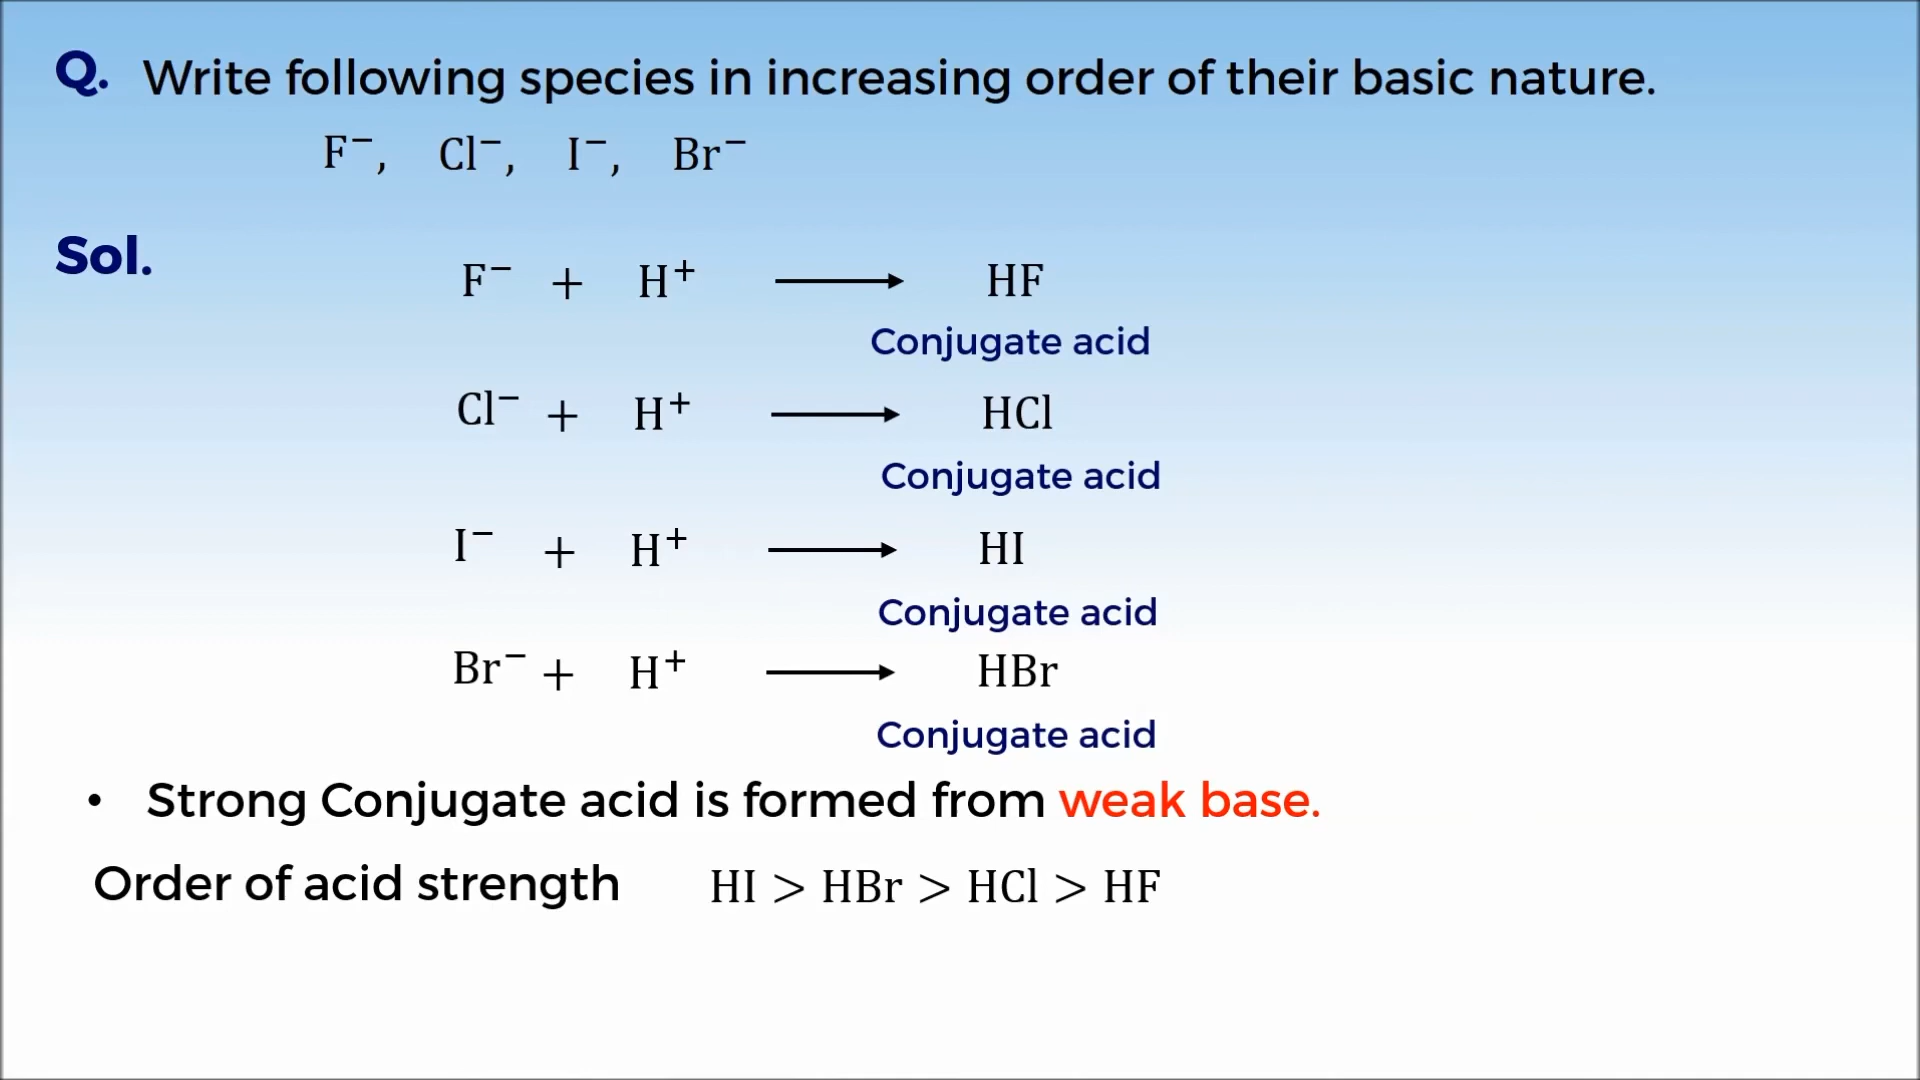 Q. Write following species in increasing order of their basic nature.
F⁻, Cl⁻, I⁻, Br⁻
Sol.
F⁻ + H⁺ ⟶ HF
Conjugate acid
Cl⁻ + H⁺ ⟶ HCl
Conjugate acid
I⁻ + H⁺ ⟶ HI
Conjugate acid
Br⁻ + H⁺ ⟶ HBr
Conjugate acid
• Strong Conjugate acid is formed from weak base.
Order of acid strength HI > HBr > HCl > HF